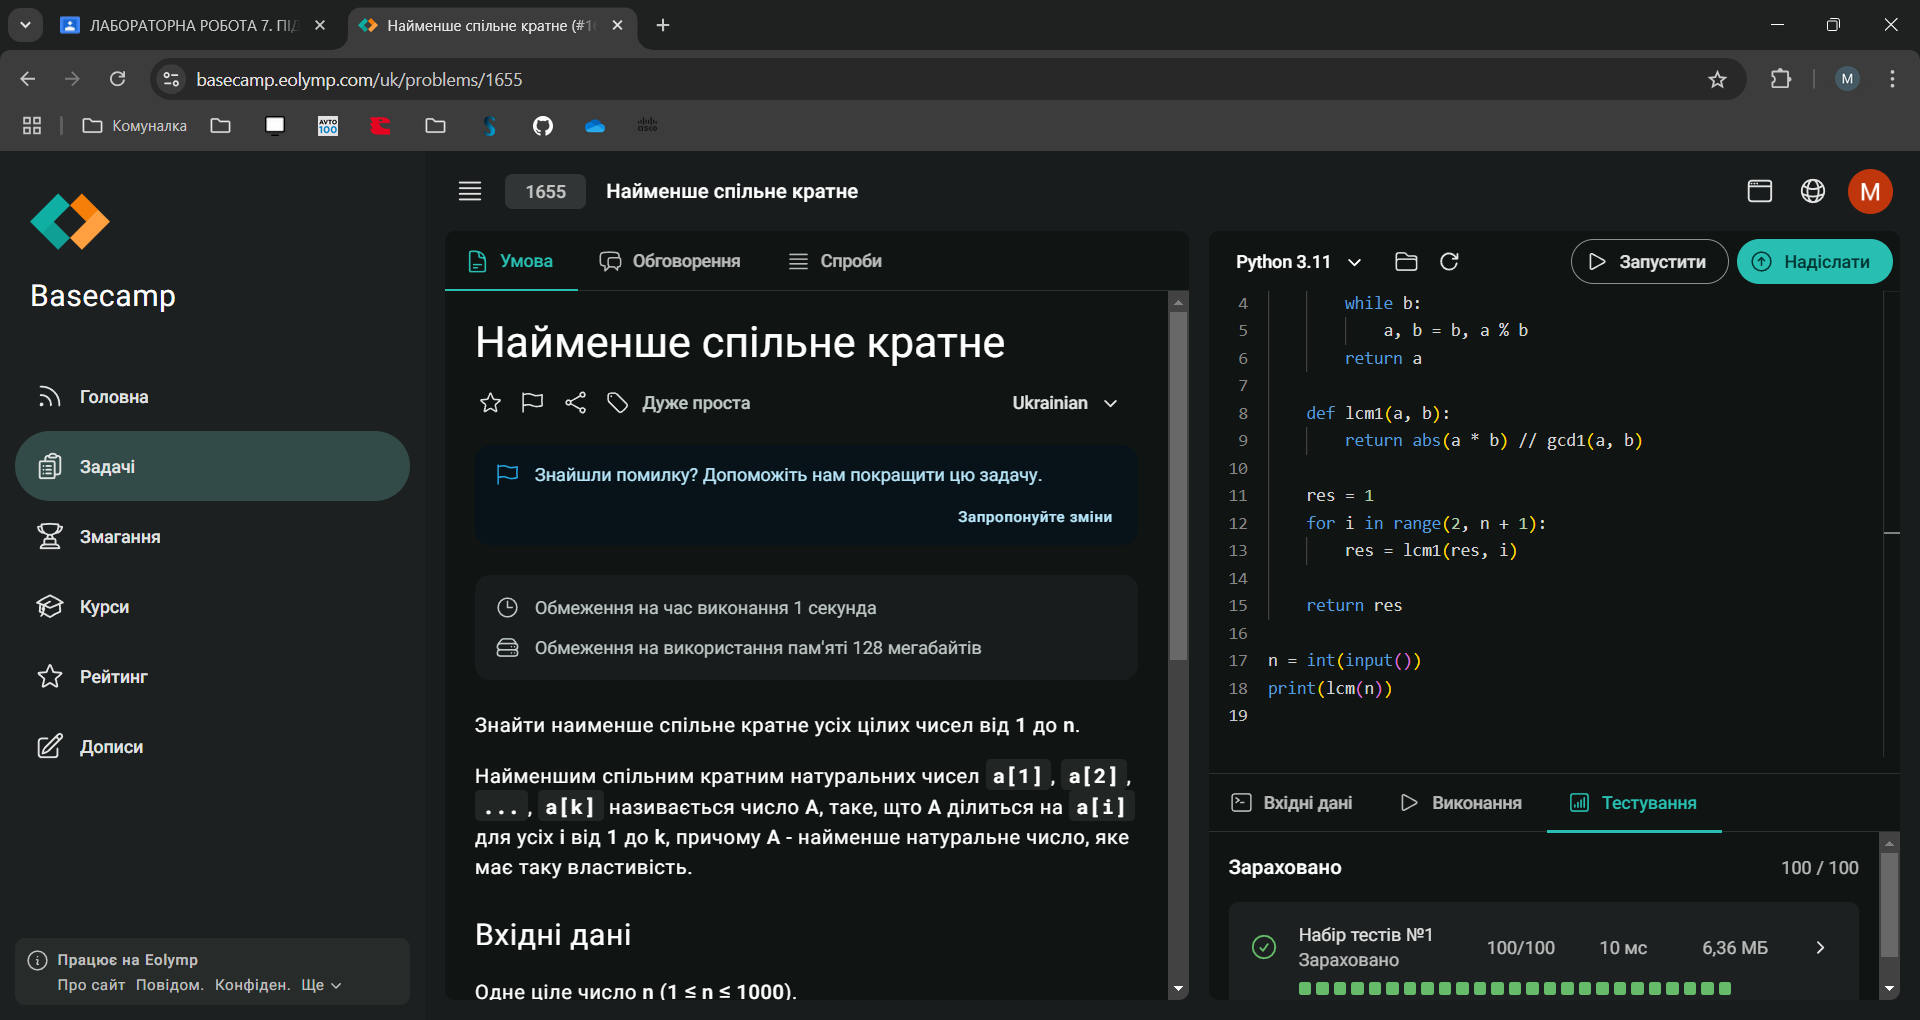 ЛАБОРАТОРНА РОБОТА 7. ПІД
Найменше спільне кратне (#16
basecamp.eolymp.com/uk/problems/1655
M
Комуналка
AVTO
100
cisco
Basecamp
Головна
Задачі
Змагання
Курси
Рейтинг
Дописи
Працює на Eolymp
Про сайт Повідом. Конфіден. Ще
1655
Найменше спільне кратне
M
Умова
Обговорення
Спроби
Найменше спільне кратне
Дуже проста
Ukrainian
Знайшли помилку? Допоможіть нам покращити цю задачу.
Запропонуйте зміни
Обмеження на час виконання 1 секунда
Обмеження на використання пам'яті 128 мегабайтів
Знайти наименше спільне кратне усіх цілих чисел від 1 до n.
Найменшим спільним кратним натуральних чисел a[1], a[2],
..., a[k] називається число А, таке, щто А ділиться на a[i]
для усіх i від 1 до k, причому А - найменше натуральне число, яке
має таку властивість.
Вхідні дані
Одне ціле число n (1 ≤ n ≤ 1000).
Python 3.11
Запустити
Надіслати
4 while b:
5 a, b = b, a % b
6 return a
7
8 def lcm1(a, b):
9 return abs(a * b) // gcd1(a, b)
10
11 res = 1
12 for i in range(2, n + 1):
13 res = lcm1(res, i)
14
15 return res
16
17 n = int(input())
18 print(lcm(n))
19
Вхідні дані
Виконання
Тестування
Зараховано
100 / 100
Набір тестів №1
Зараховано
100/100
10 мс
6,36 МБ